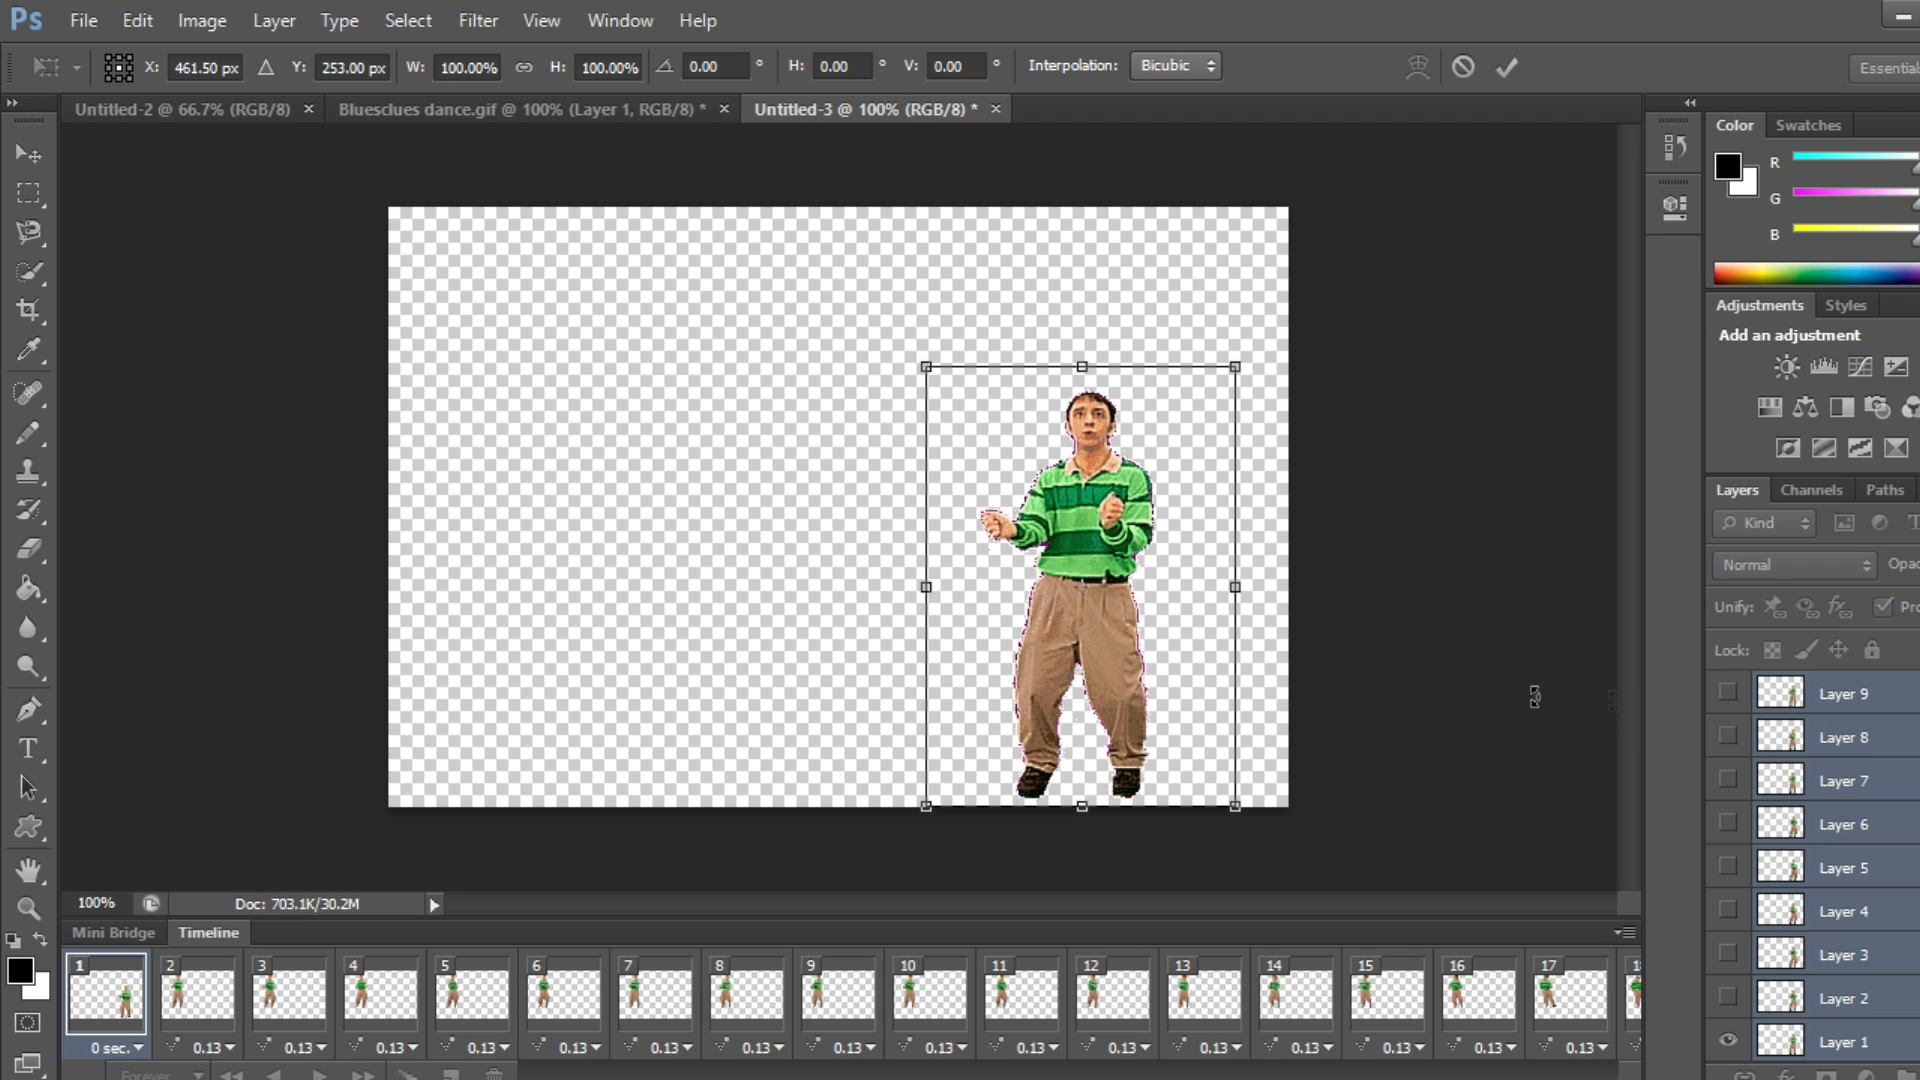 Ps File Edit Image Layer Type Select Filter View Window Help
X: 461.50 px Y: 253.00 px W: 100.00% H: 100.00% 0.00 ° H: 0.00 ° V: 0.00 ° Interpolation: Bicubic Essential
Untitled-2 @ 66.7% (RGB/8) × Bluesclues dance.gif @ 100% (Layer 1, RGB/8) * × Untitled-3 @ 100% (RGB/8) * ×
Color Swatches
R
G
B
Adjustments Styles
Add an adjustment
Layers Channels Paths
Kind
Normal Opac
Unify: Pro
Lock:
Layer 9
Layer 8
Layer 7
Layer 6
Layer 5
Layer 4
Layer 3
Layer 2
Layer 1
100% Doc: 703.1K/30.2M
Mini Bridge Timeline
1 2 3 4 5 6 7 8 9 10 11 12 13 14 15 16 17
0 sec. 0.13 0.13 0.13 0.13 0.13 0.13 0.13 0.13 0.13 0.13 0.13 0.13 0.13 0.13 0.13 0.13
Forever